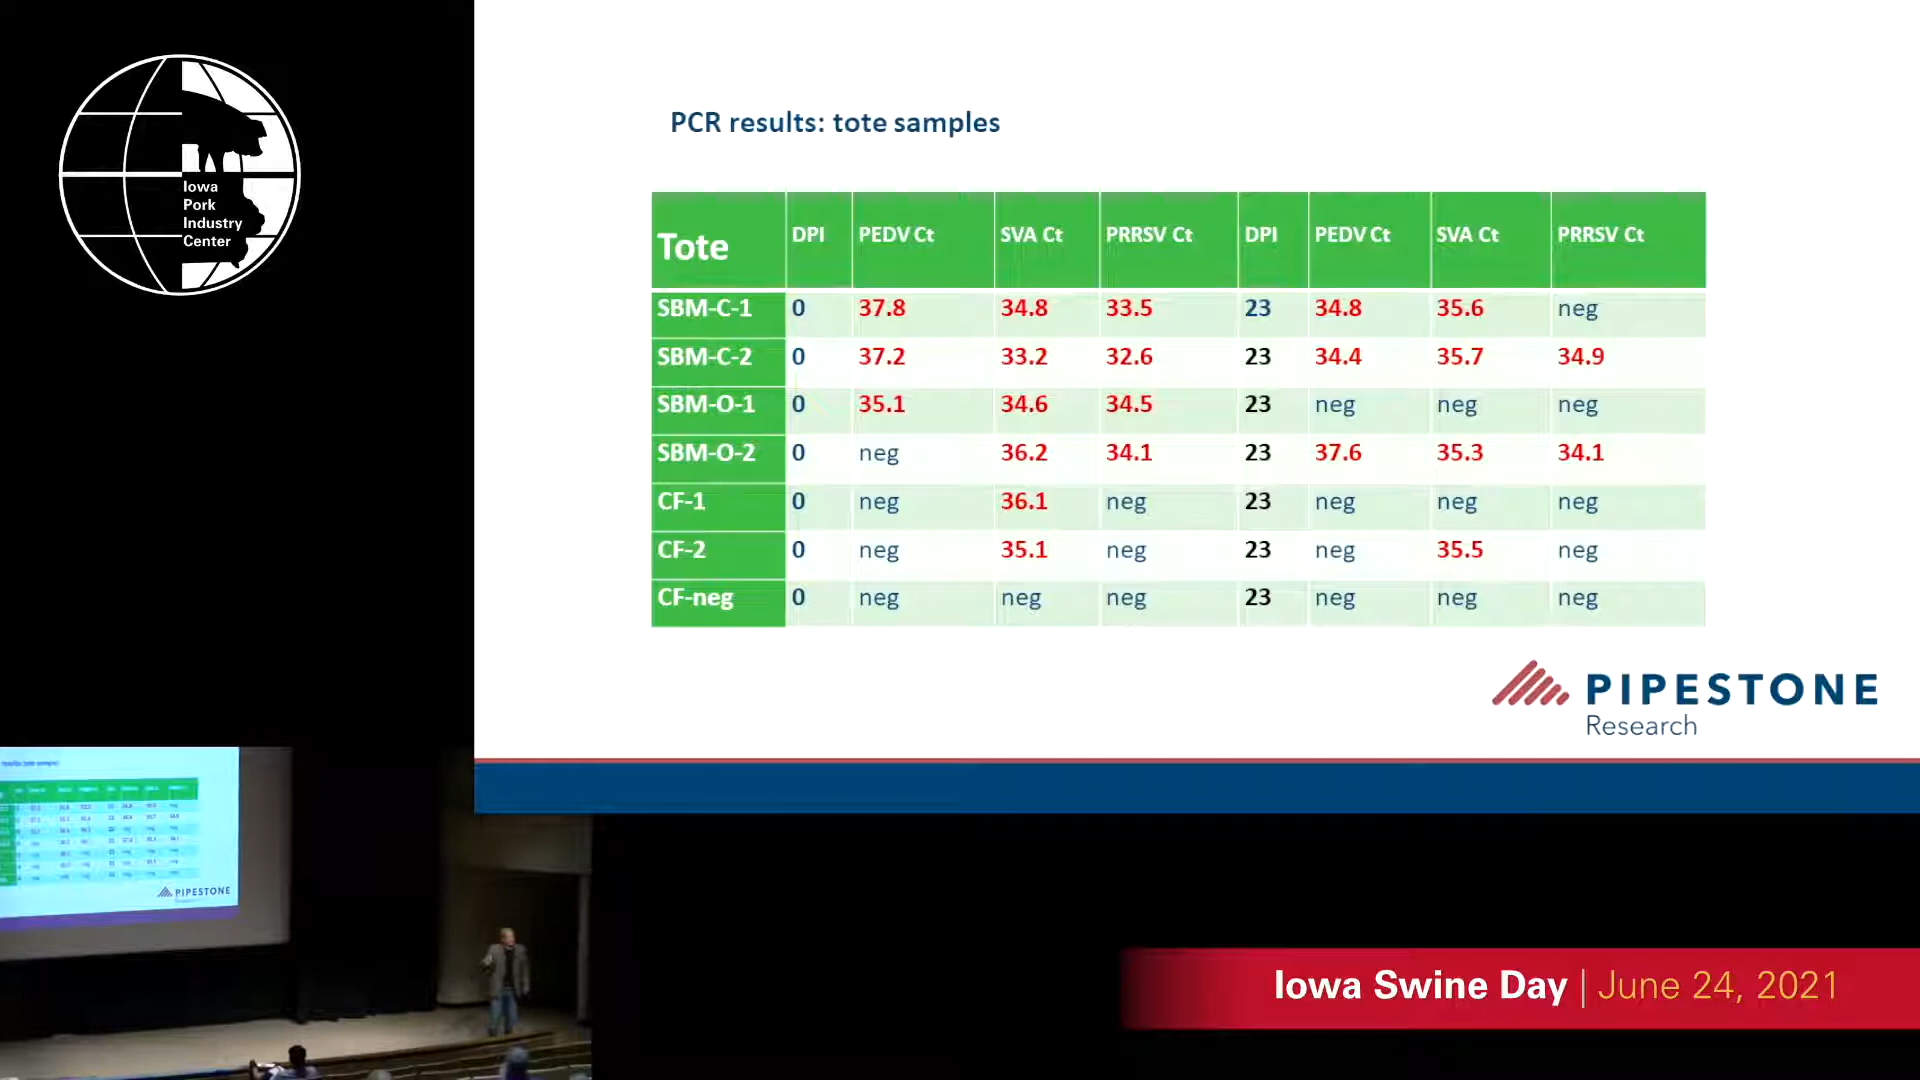 Iowa
Pork
Industry
Center
PCR results: tote samples
Tote DPI PEDV Ct SVA Ct PRRSV Ct DPI PEDV Ct SVA Ct PRRSV Ct
SBM-C-1 0 37.8 34.8 33.5 23 34.8 35.6 neg
SBM-C-2 0 37.2 33.2 32.6 23 34.4 35.7 34.9
SBM-O-1 0 35.1 34.6 34.5 23 neg neg neg
SBM-O-2 0 neg 36.2 34.1 23 37.6 35.3 34.1
CF-1 0 neg 36.1 neg 23 neg neg neg
CF-2 0 neg 35.1 neg 23 neg 35.5 neg
CF-neg 0 neg neg neg 23 neg neg neg
PIPESTONE
Research
PIPESTONE
Iowa Swine Day | June 24, 2021